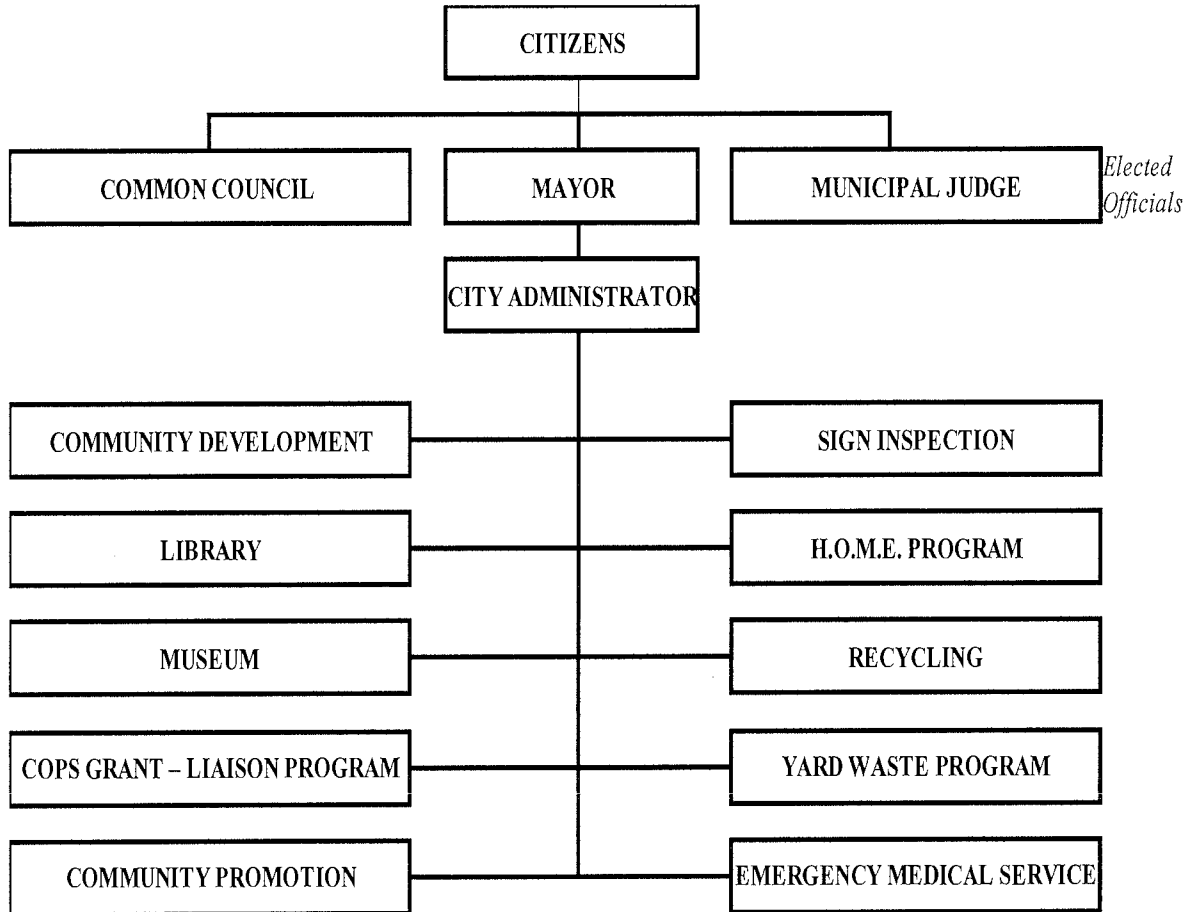 CITIZENS
COMMON COUNCIL
MAYOR
MUNICIPAL JUDGE
Elected
Officials
CITY ADMINISTRATOR
COMMUNITY DEVELOPMENT
SIGN INSPECTION
LIBRARY
H.O.M.E. PROGRAM
MUSEUM
RECYCLING
COPS GRANT – LIAISON PROGRAM
YARD WASTE PROGRAM
COMMUNITY PROMOTION
EMERGENCY MEDICAL SERVICE